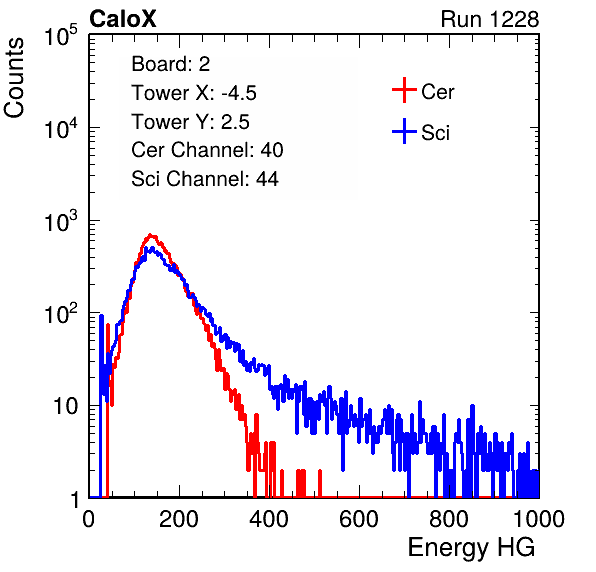 CaloX Run 1228
Counts
Board: 2
Tower X: -4.5
Tower Y: 2.5
Cer Channel: 40
Sci Channel: 44
Cer
Sci
10^5
10^4
10^3
10^2
10
1
0 200 400 600 800 1000
Energy HG